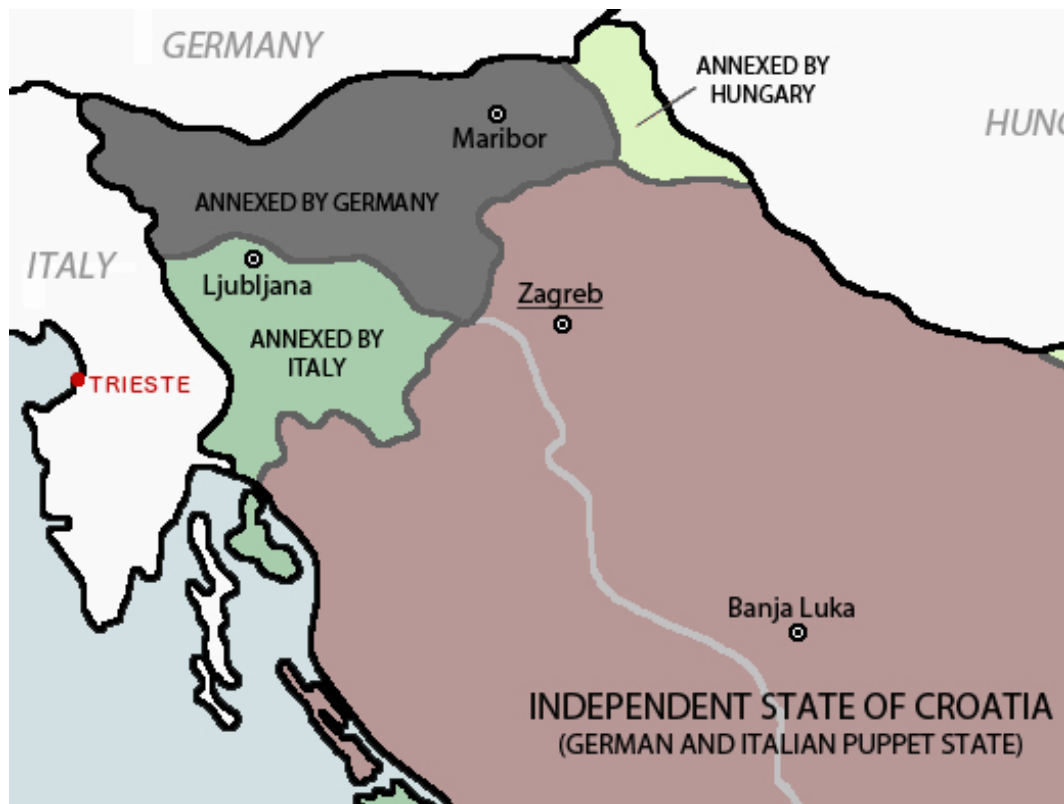 GERMANY
ANNEXED BY
HUNGARY
HUNG
Maribor
ANNEXED BY GERMANY
ITALY
Ljubljana
Zagreb
ANNEXED BY
ITALY
TRIESTE
Banja Luka
INDEPENDENT STATE OF CROATIA
(GERMAN AND ITALIAN PUPPET STATE)